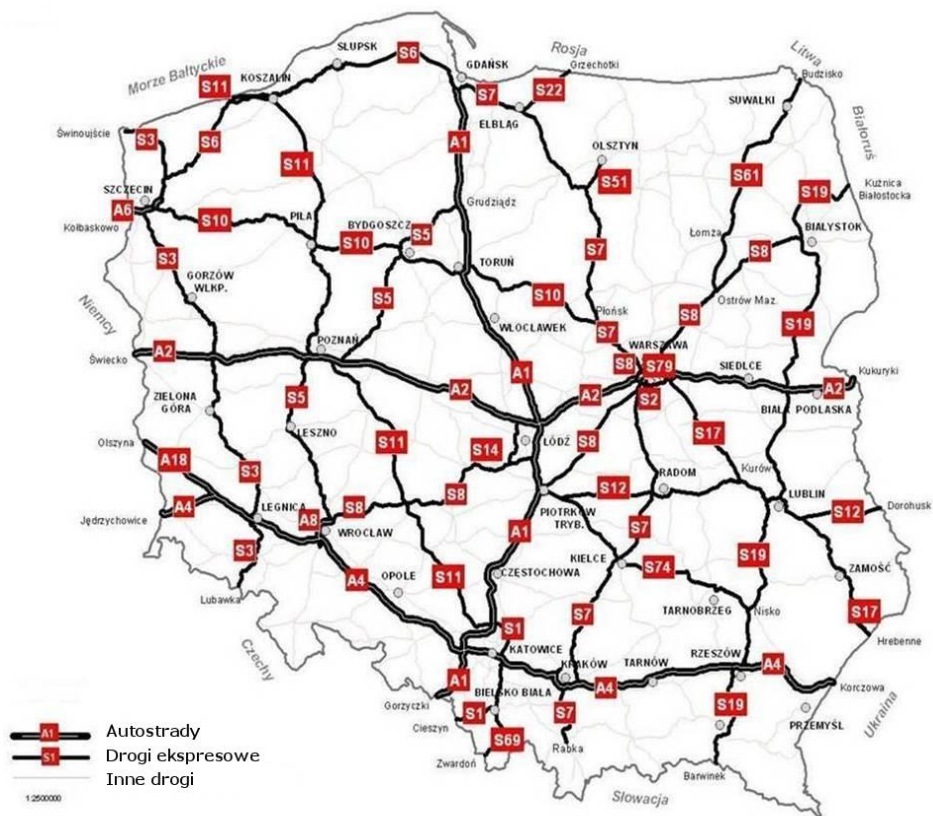 Morze Bałtyckie
SŁUPSK
S6
GDAŃSK
Rosja
Grzechotki
Litwa
Budzisko
S11
KOSZALIN
S7
S22
ELBLĄG
SUWALKI
Białoruś
Świnoujście
S3
S6
A1
OLSZTYN
S11
S51
S61
S19
Kuźnica
Białostocka
SZCZECIN
A6
Kołbaskowo
S10
PIŁA
BYDGOSZCZ
S5
Grudziądz
Łomża
BIAŁYSTOK
S10
S7
S8
S3
TORUŃ
GORZÓW
WLKP.
S5
S10
Płońsk
Ostrów Maz.
Niemcy
WŁOCŁAWEK
S7
S8
S19
POZNAŃ
WARSZAWA
Świecko
A2
S8
S79
SIEDLCE
Kukuryki
A1
A2
A2
S2
A2
BIAŁA PODLASKA
ZIELONA
GÓRA
S5
LESZNO
S17
Olszyna
S11
S14
ŁÓDŹ
S8
A18
S3
RADOM
Kurów
S8
S12
A4
LEGNICA
A8
S8
LUBLIN
S12
Dorohusk
Jędrzychowice
WROCŁAW
A1
PIOTRKÓW
TRYB.
S7
S3
S19
KIELCE
A4
OPOLE
S11
CZĘSTOCHOWA
S74
ZAMOŚĆ
Lubawka
S7
TARNOBRZEG
Nisko
S17
Hrebenne
Czechy
S1
KATOWICE
RZESZÓW
KRAKÓW
TARNÓW
A4
A1
A4
Korczowa
Gorzyczki
BIELSKO BIAŁA
S19
Ukraina
S1
S7
Cieszyn
PRZEMYŚL
S69
Rabka
Zwardoń
Barwinek
Słowacja
A1 Autostrady
S1 Drogi ekspresowe
Inne drogi
1:2500000